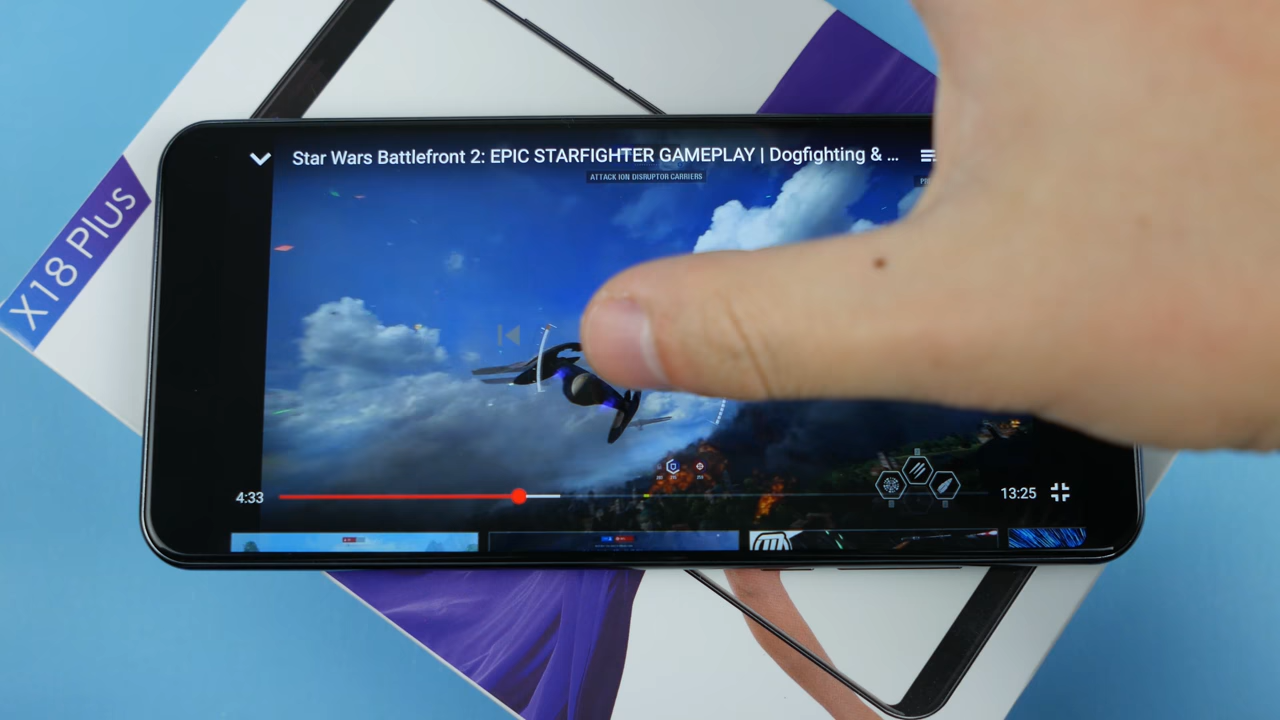 Star Wars Battlefront 2: EPIC STARFIGHTER GAMEPLAY | Dogfighting & ...
ATTACK ION DISRUPTOR CARRIERS
X18 Plus
4:33
13:25